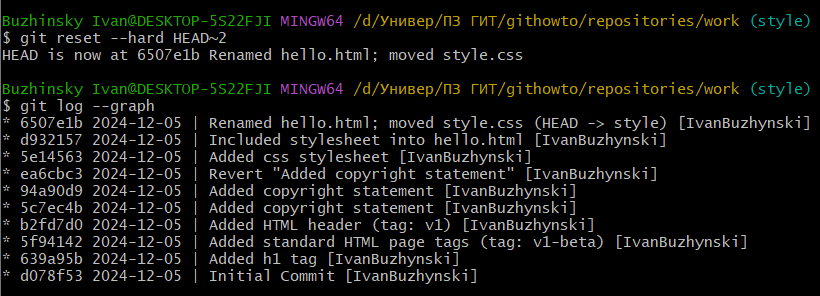 Buzhinsky Ivan@DESKTOP-5S22FJI MINGW64 /d/Универ/ПЗ ГИТ/githowto/repositories/work (style)
$ git reset --hard HEAD~2
HEAD is now at 6507e1b Renamed hello.html; moved style.css
Buzhinsky Ivan@DESKTOP-5S22FJI MINGW64 /d/Универ/ПЗ ГИТ/githowto/repositories/work (style)
$ git log --graph
* 6507e1b 2024-12-05 | Renamed hello.html; moved style.css (HEAD -> style) [IvanBuzhynski]
* d932157 2024-12-05 | Included stylesheet into hello.html [IvanBuzhynski]
* 5e14563 2024-12-05 | Added css stylesheet [IvanBuzhynski]
* ea6cbc3 2024-12-05 | Revert "Added copyright statement" [IvanBuzhynski]
* 94a90d9 2024-12-05 | Added copyright statement [IvanBuzhynski]
* 5c7ec4b 2024-12-05 | Added copyright statement [IvanBuzhynski]
* b2fd7d0 2024-12-05 | Added HTML header (tag: v1) [IvanBuzhynski]
* 5f94142 2024-12-05 | Added standard HTML page tags (tag: v1-beta) [IvanBuzhynski]
* 639a95b 2024-12-05 | Added h1 tag [IvanBuzhynski]
* d078f53 2024-12-05 | Initial Commit [IvanBuzhynski]